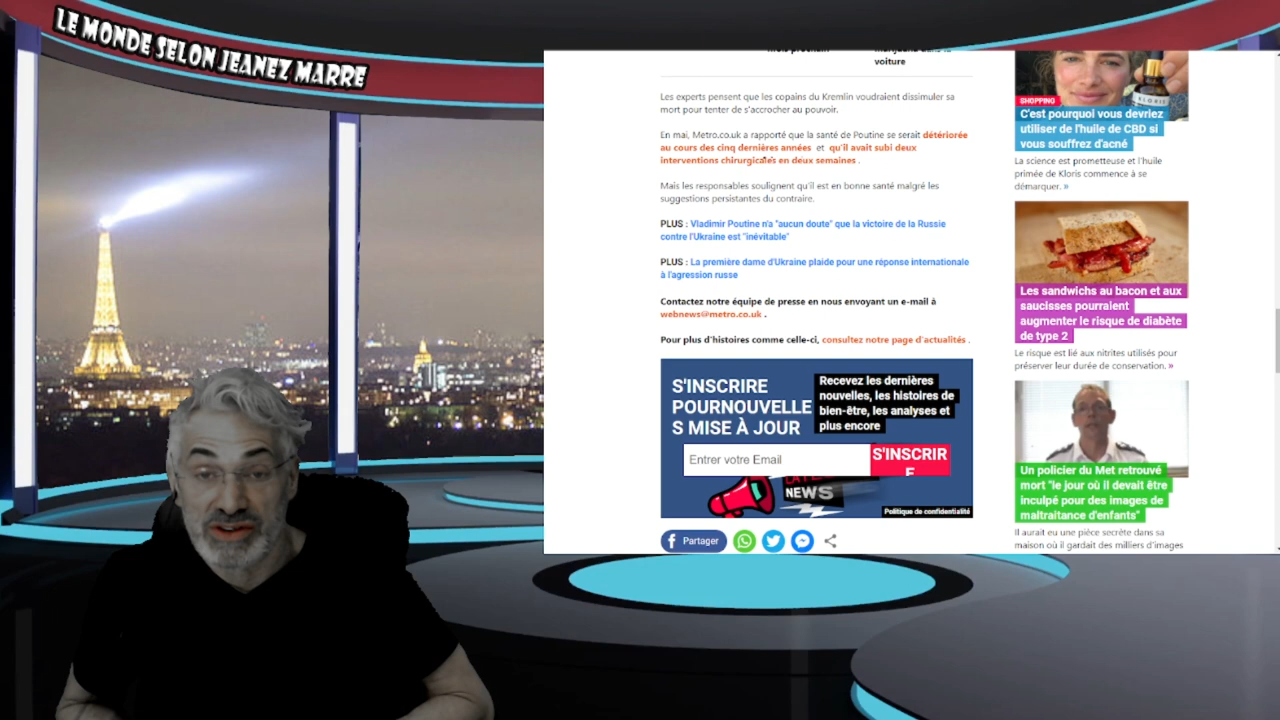 LE MONDE SELON JEANEZ MARRE
voiture
Les experts pensent que les copains du Kremlin voudraient dissimuler sa
mort pour tenter de s'accrocher au pouvoir.
En mai, Metro.co.uk a rapporté que la santé de Poutine se serait détériorée
au cours des cinq dernières années et qu'il avait subi deux
interventions chirurgicales en deux semaines .
Mais les responsables soulignent qu'il est en bonne santé malgré les
suggestions persistantes du contraire.
PLUS : Vladimir Poutine n'a "aucun doute" que la victoire de la Russie
contre l'Ukraine est "inévitable"
PLUS : La première dame d'Ukraine plaide pour une réponse internationale
à l'agression russe
Contactez notre équipe de presse en nous envoyant un e-mail à
webnews@metro.co.uk .
Pour plus d'histoires comme celle-ci, consultez notre page d'actualités .
S'INSCRIRE
POURNOUVELLE
S MISE À JOUR
Recevez les dernières
nouvelles, les histoires de
bien-être, les analyses et
plus encore
Entrer votre Email
S'INSCRIR
E
NEWS
Politique de confidentialité
Partager
KLORIS
SHOPPING
C'est pourquoi vous devriez
utiliser de l'huile de CBD si
vous souffrez d'acné
La science est prometteuse et l'huile
primée de Kloris commence à se
démarquer. »
Les sandwichs au bacon et aux
saucisses pourraient
augmenter le risque de diabète
de type 2
Le risque est lié aux nitrites utilisés pour
préserver leur durée de conservation. »
Un policier du Met retrouvé
mort "le jour où il devait être
inculpé pour des images de
maltraitance d'enfants"
Il aurait eu une pièce secrète dans sa
maison où il gardait des milliers d'images